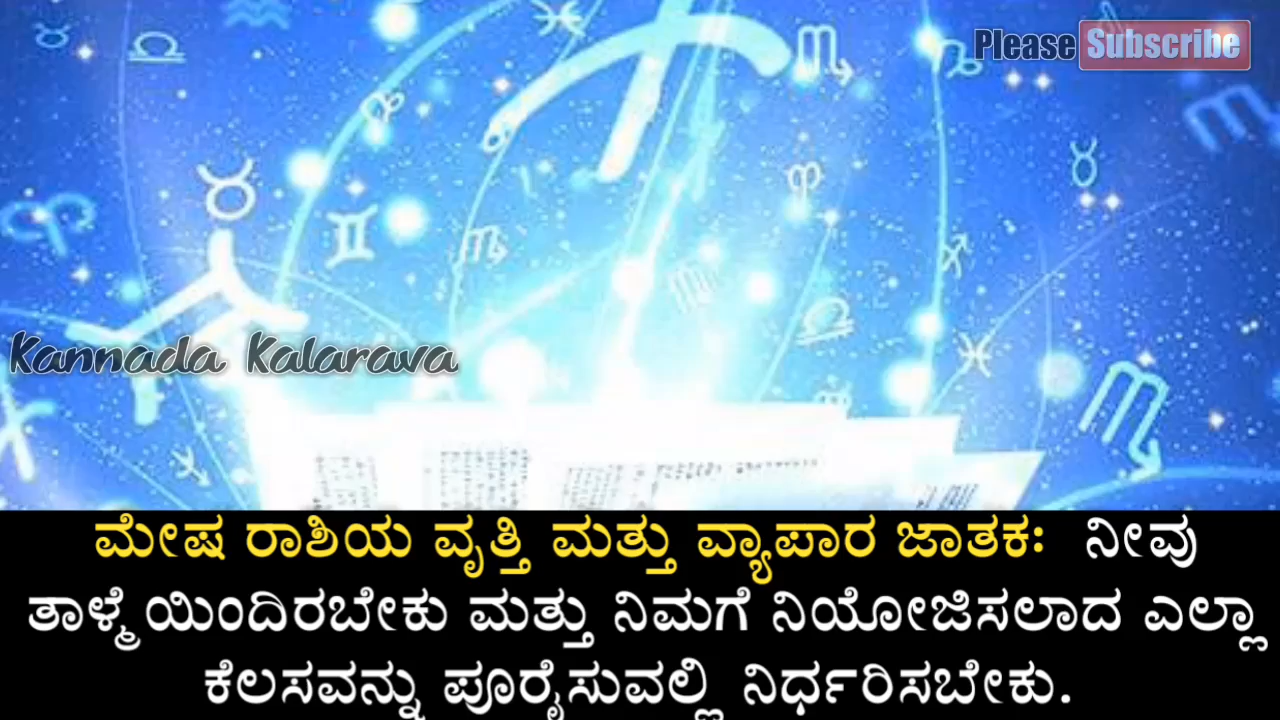 Please Subscribe
Kannada Kalarava
ಮೇಷ ರಾಶಿಯ ವೃತ್ತಿ ಮತ್ತು ವ್ಯಾಪಾರ ಜಾತಕಃ ನೀವು
ತಾಳ್ಮೆಯಿಂದಿರಬೇಕು ಮತ್ತು ನಿಮಗೆ ನಿಯೋಜಿಸಲಾದ ಎಲ್ಲಾ
ಕೆಲಸವನ್ನು ಪೂರೈಸುವಲ್ಲಿ ನಿರ್ಧರಿಸಬೇಕು.